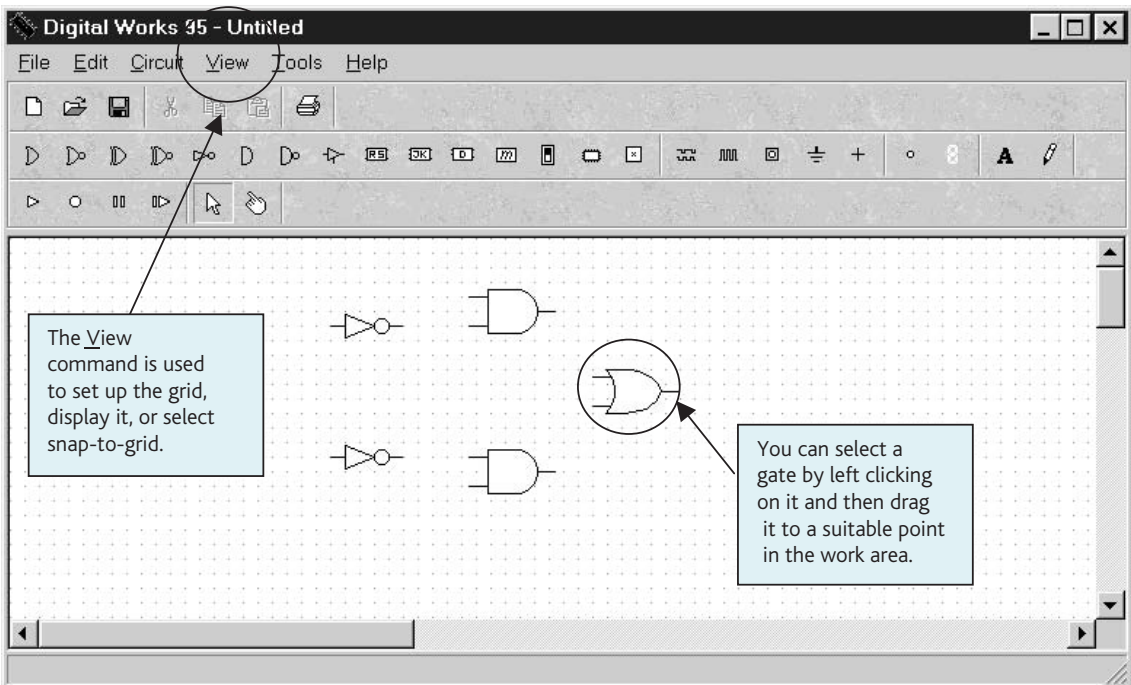 Digital Works 95 - Untitled
File Edit Circuit View Tools Help
RS JK D m
A
The View
command is used
to set up the grid,
display it, or select
snap-to-grid.
You can select a
gate by left clicking
on it and then drag
it to a suitable point
in the work area.